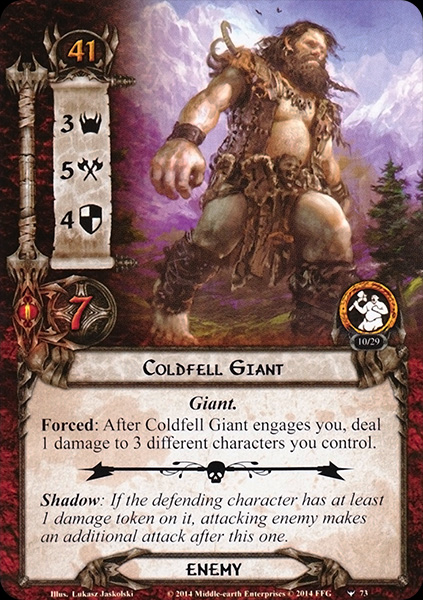 41
3
5
4
7
10/29
COLDFELL GIANT
Giant.
Forced: After Coldfell Giant engages you, deal
1 damage to 3 different characters you control.
Shadow: If the defending character has at least
1 damage token on it, attacking enemy makes
an additional attack after this one.
ENEMY
Illus. Lukasz Jaskolski © 2014 Middle-earth Enterprises © 2014 FFG 73